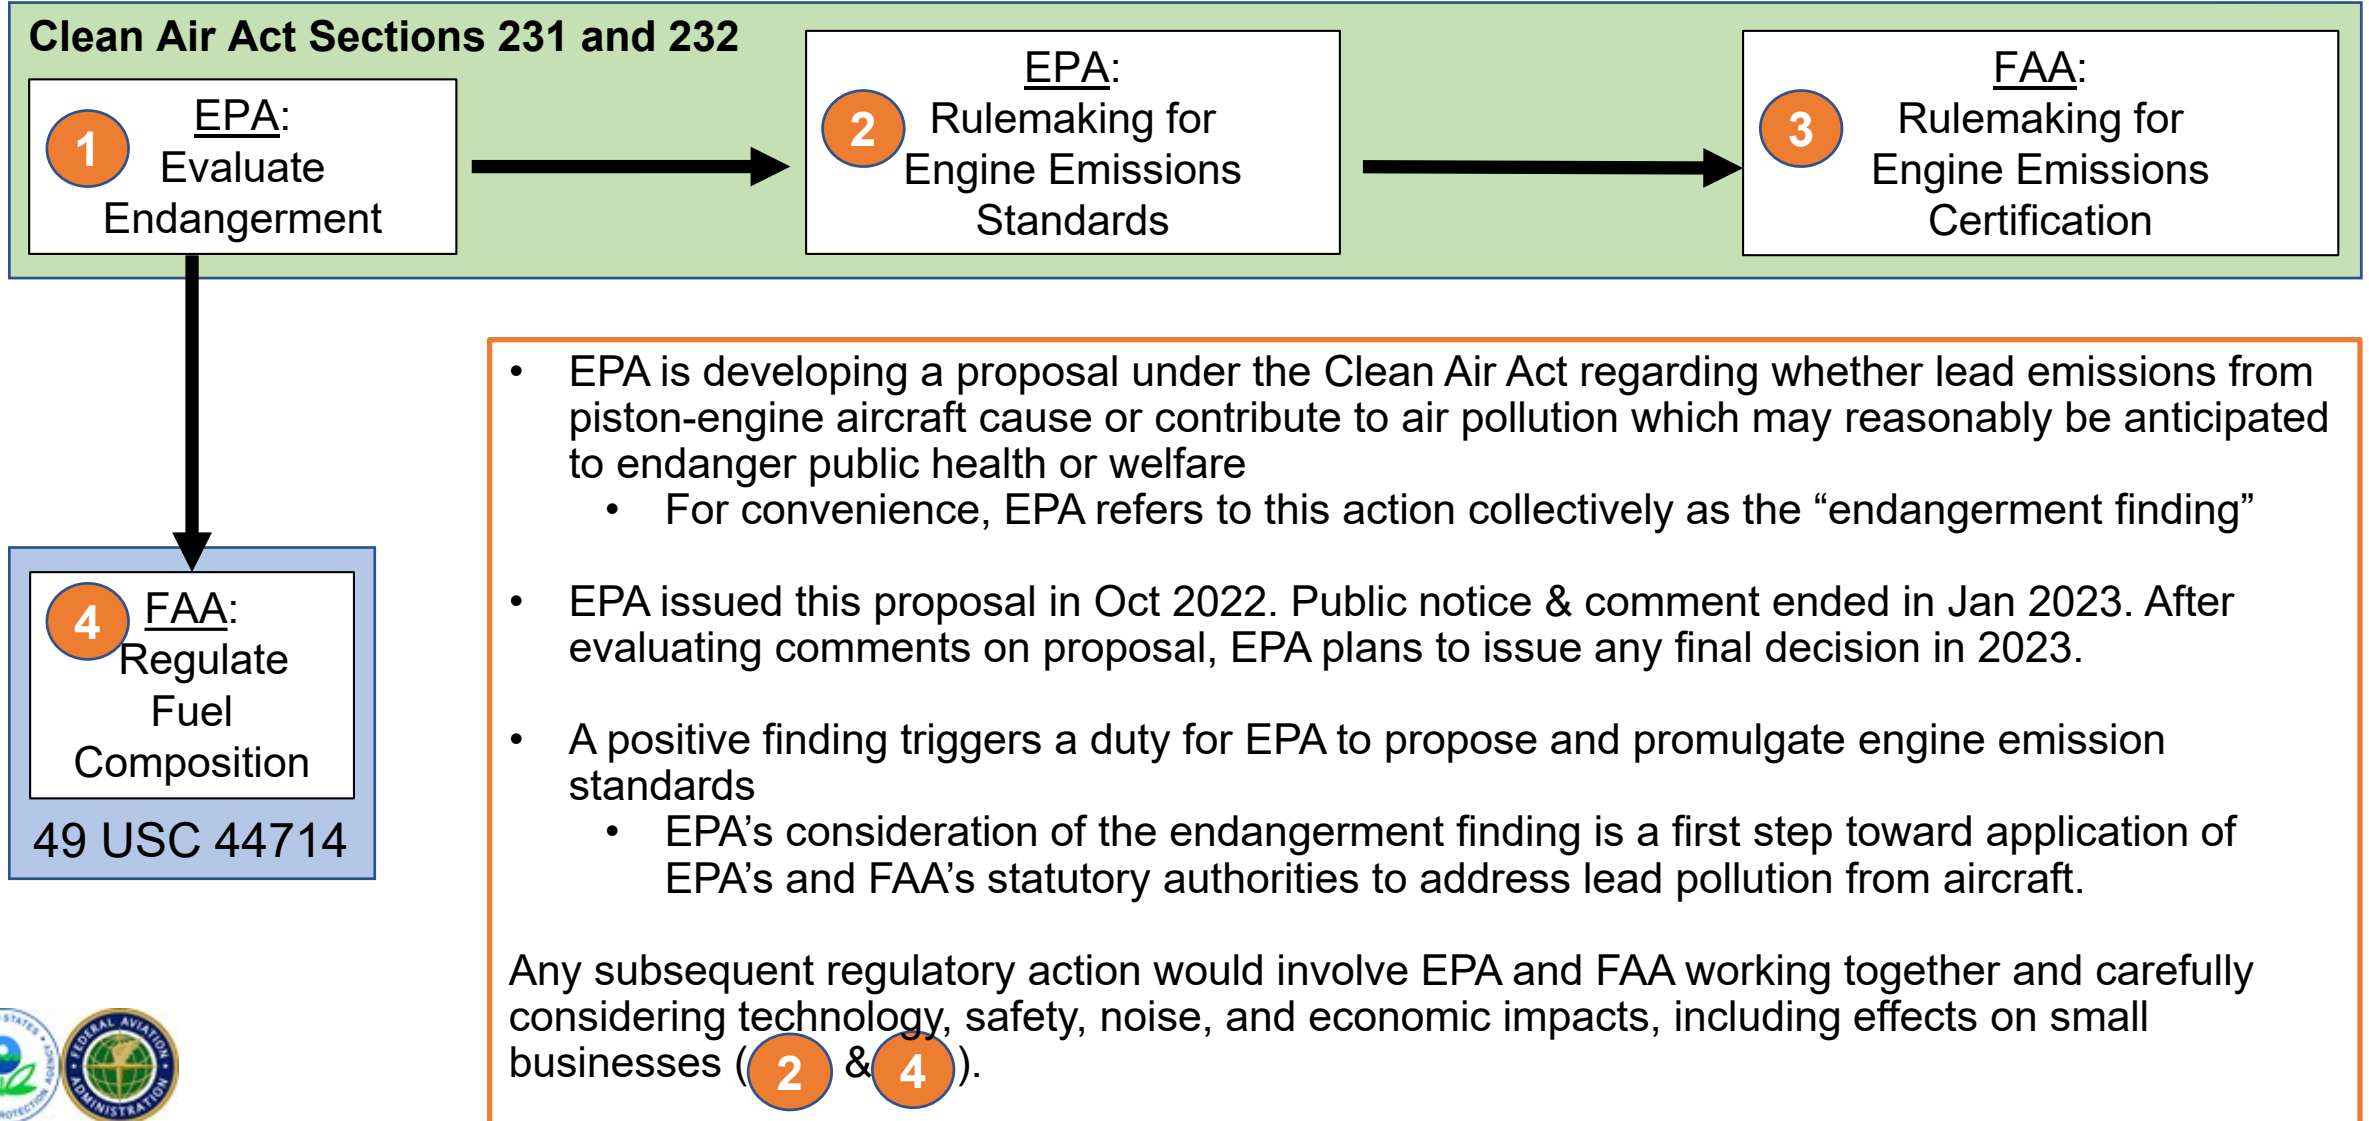 Clean Air Act Sections 231 and 232
1
EPA:
Evaluate
Endangerment
2
EPA:
Rulemaking for
Engine Emissions
Standards
3
FAA:
Rulemaking for
Engine Emissions
Certification
4
FAA:
Regulate
Fuel
Composition
49 USC 44714
• EPA is developing a proposal under the Clean Air Act regarding whether lead emissions from
piston-engine aircraft cause or contribute to air pollution which may reasonably be anticipated
to endanger public health or welfare
• For convenience, EPA refers to this action collectively as the “endangerment finding”
• EPA issued this proposal in Oct 2022. Public notice & comment ended in Jan 2023. After
evaluating comments on proposal, EPA plans to issue any final decision in 2023.
• A positive finding triggers a duty for EPA to propose and promulgate engine emission
standards
• EPA’s consideration of the endangerment finding is a first step toward application of
EPA’s and FAA’s statutory authorities to address lead pollution from aircraft.
Any subsequent regulatory action would involve EPA and FAA working together and carefully
considering technology, safety, noise, and economic impacts, including effects on small
businesses (2 & 4).
STATES
AGENCY
FEDERAL AVIATION
ADMINISTRATION